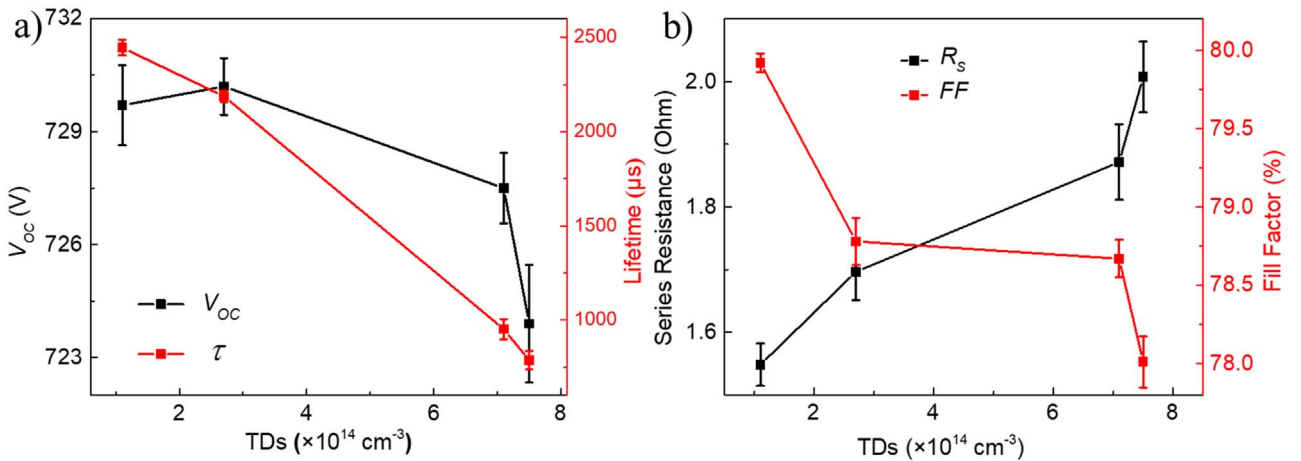 a)
732
729
726
723
V_OC (V)
2500
2000
1500
1000
Lifetime (μs)
V_OC
τ
2
4
6
8
TDs (×10^14 cm^-3)
b)
2.0
1.8
1.6
Series Resistance (Ohm)
R_S
FF
80.0
79.5
79.0
78.5
78.0
Fill Factor (%)
2
4
6
8
TDs (×10^14 cm^-3)